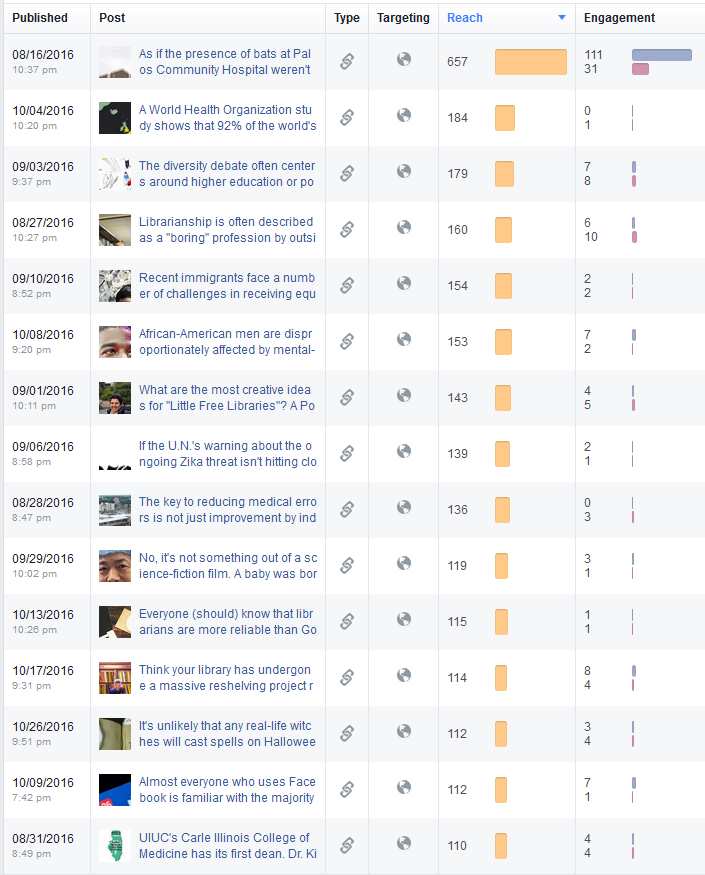 Published Post Type Targeting Reach Engagement
08/16/2016 As if the presence of bats at Pal 657 111
10:37 pm os Community Hospital weren't 31
10/04/2016 A World Health Organization stu 184 0
10:20 pm dy shows that 92% of the world's 1
09/03/2016 The diversity debate often center 179 7
9:37 pm s around higher education or po 8
08/27/2016 Librarianship is often described 160 6
10:27 pm as a "boring" profession by outsi 10
09/10/2016 Recent immigrants face a numb 154 2
8:52 pm er of challenges in receiving equ 2
10/08/2016 African-American men are dispr 153 7
9:20 pm oportionately affected by mental- 2
09/01/2016 What are the most creative idea 143 4
10:11 pm s for "Little Free Libraries"? A Po 5
09/06/2016 If the U.N.'s warning about the o 139 2
8:58 pm ngoing Zika threat isn't hitting clo 1
08/28/2016 The key to reducing medical erro 136 0
8:47 pm rs is not just improvement by ind 3
09/29/2016 No, it's not something out of a sc 119 3
10:02 pm ience-fiction film. A baby was bor 1
10/13/2016 Everyone (should) know that libr 115 1
10:26 pm arians are more reliable than Go 1
10/17/2016 Think your library has undergon 114 8
9:31 pm e a massive reshelving project r 4
10/26/2016 It's unlikely that any real-life witc 112 3
9:51 pm hes will cast spells on Hallowee 4
10/09/2016 Almost everyone who uses Face 112 7
7:42 pm book is familiar with the majority 1
08/31/2016 UIUC's Carle Illinois College of 110 4
8:49 pm Medicine has its first dean. Dr. Ki 4